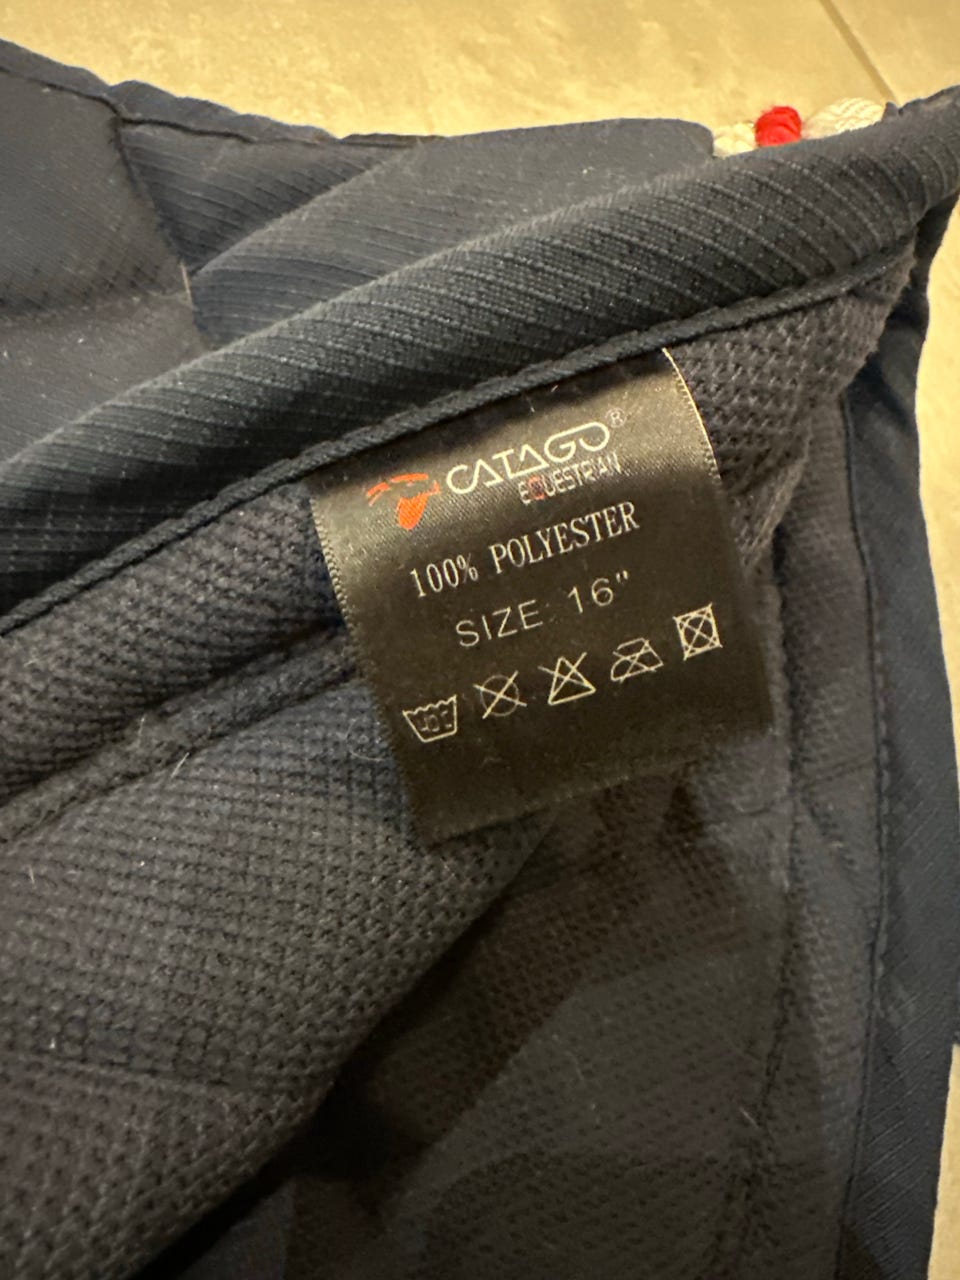 CATAGO®
EQUESTRIAN
100% POLYESTER
SIZE: 16"